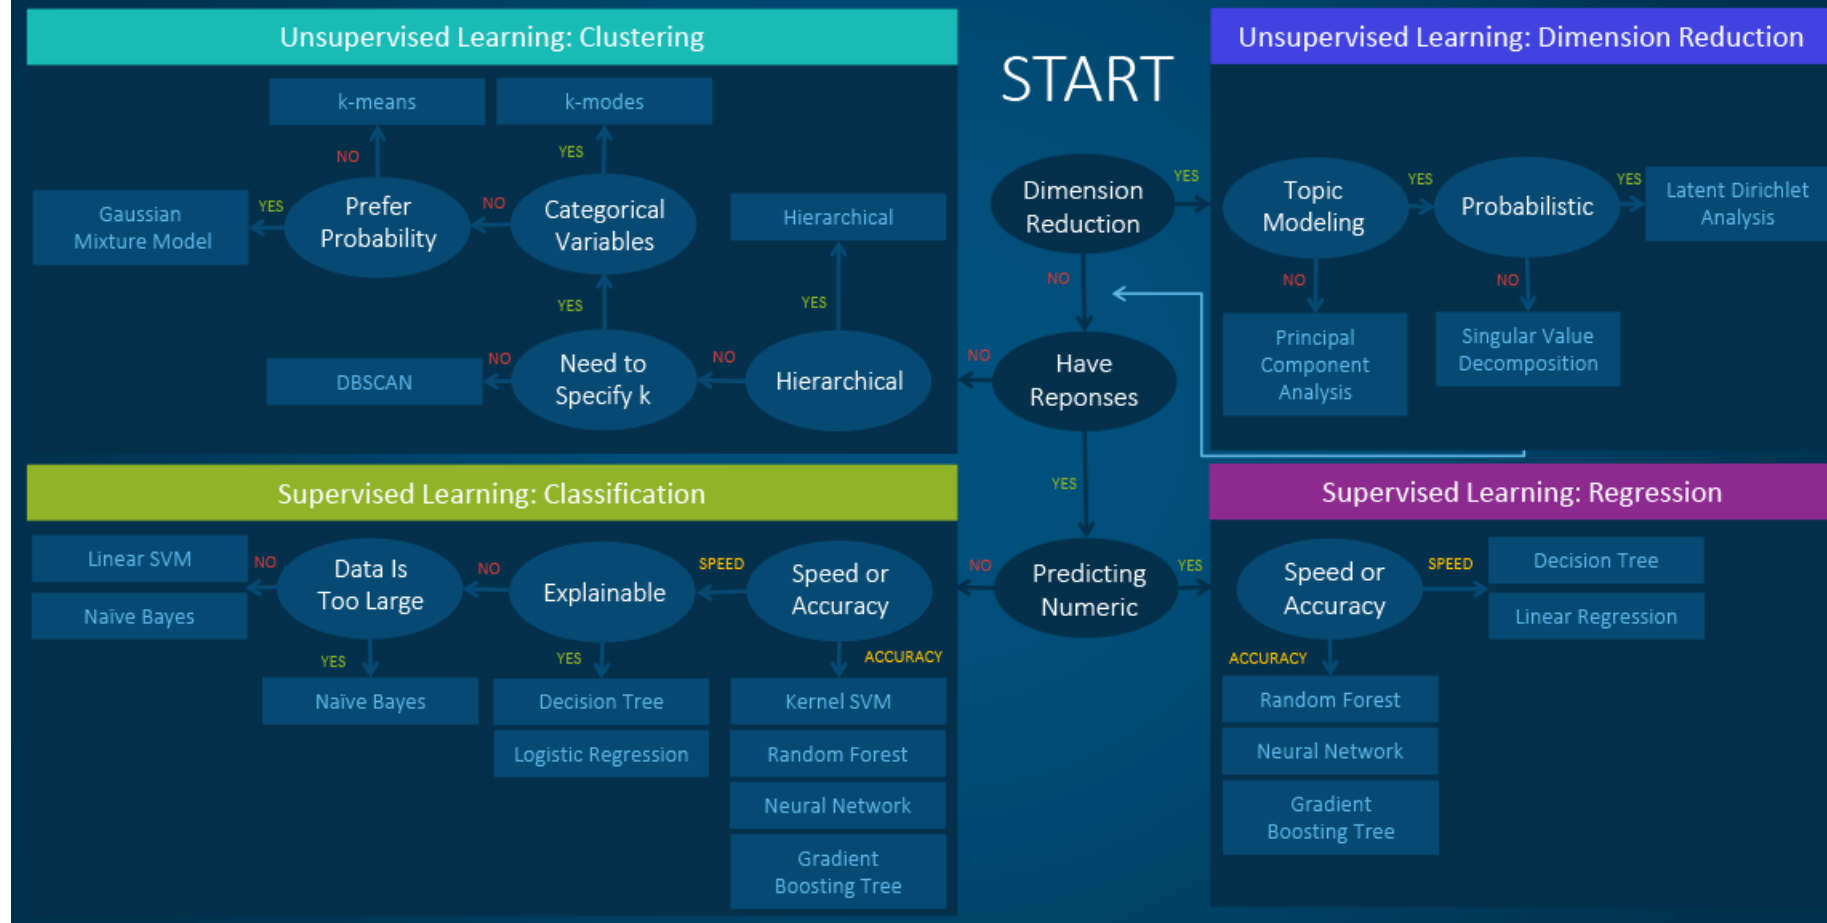 Unsupervised Learning: Clustering
k-means
k-modes
NO
YES
Gaussian
Mixture Model
YES
Prefer
Probability
NO
Categorical
Variables
Hierarchical
YES
YES
DBSCAN
NO
Need to
Specify k
NO
Hierarchical
START
Dimension
Reduction
YES
NO
NO
Have
Reponses
YES
NO
Predicting
Numeric
YES
Unsupervised Learning: Dimension Reduction
Topic
Modeling
YES
Probabilistic
YES
Latent Dirichlet
Analysis
NO
NO
Principal
Component
Analysis
Singular Value
Decomposition
Supervised Learning: Classification
Linear SVM
Naïve Bayes
NO
Data Is
Too Large
NO
Explainable
SPEED
Speed or
Accuracy
YES
YES
ACCURACY
Naïve Bayes
Decision Tree
Logistic Regression
Kernel SVM
Random Forest
Neural Network
Gradient
Boosting Tree
Supervised Learning: Regression
Speed or
Accuracy
SPEED
Decision Tree
Linear Regression
ACCURACY
Random Forest
Neural Network
Gradient
Boosting Tree